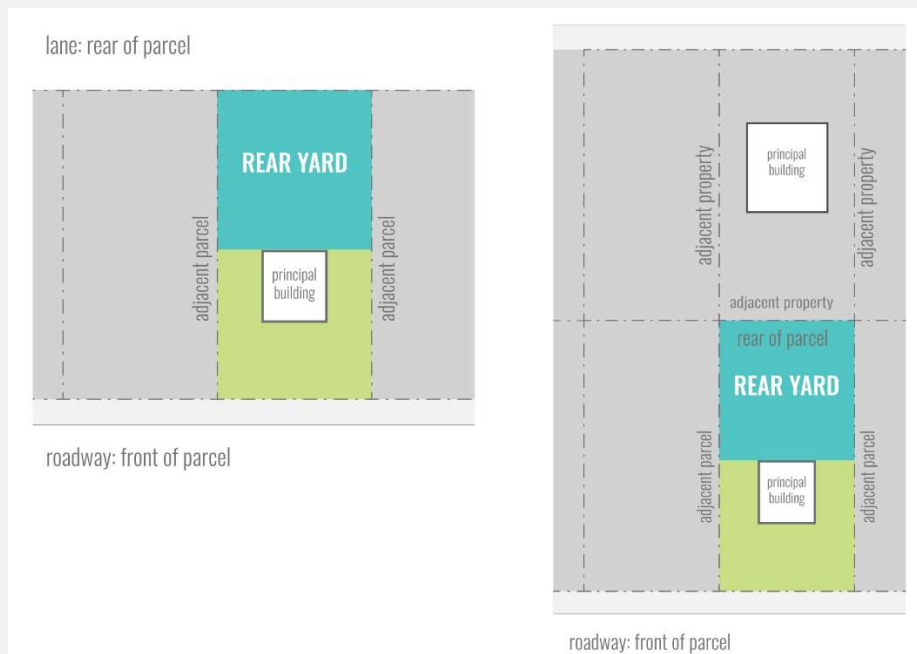 lane: rear of parcel
REAR YARD
adjacent parcel
adjacent parcel
principal
building
roadway: front of parcel
principal
building
adjacent property
adjacent property
adjacent property
rear of parcel
REAR YARD
adjacent parcel
adjacent parcel
principal
building
roadway: front of parcel